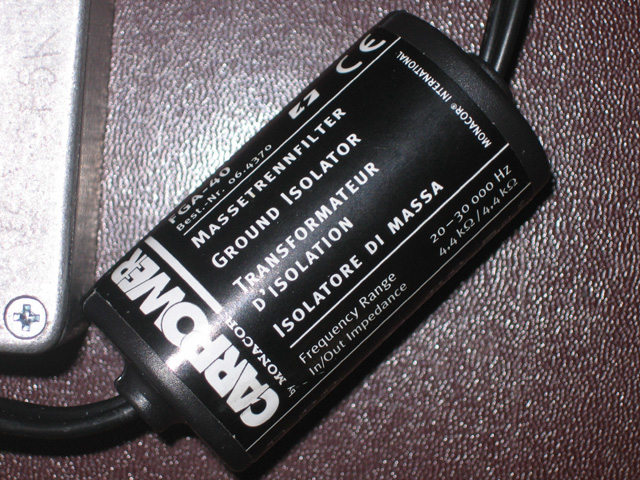 CARPOWER
by MONACOR
FGA-40
Best.-Nr. 06.4370
MASSETRENNFILTER
GROUND ISOLATOR
TRANSFORMATEUR
D'ISOLATION
ISOLATORE DI MASSA
Frequency Range 20-30 000 Hz
In/Out Impedance 4.4 KΩ/4.4 KΩ
CE
MONACOR® INTERNATIONAL